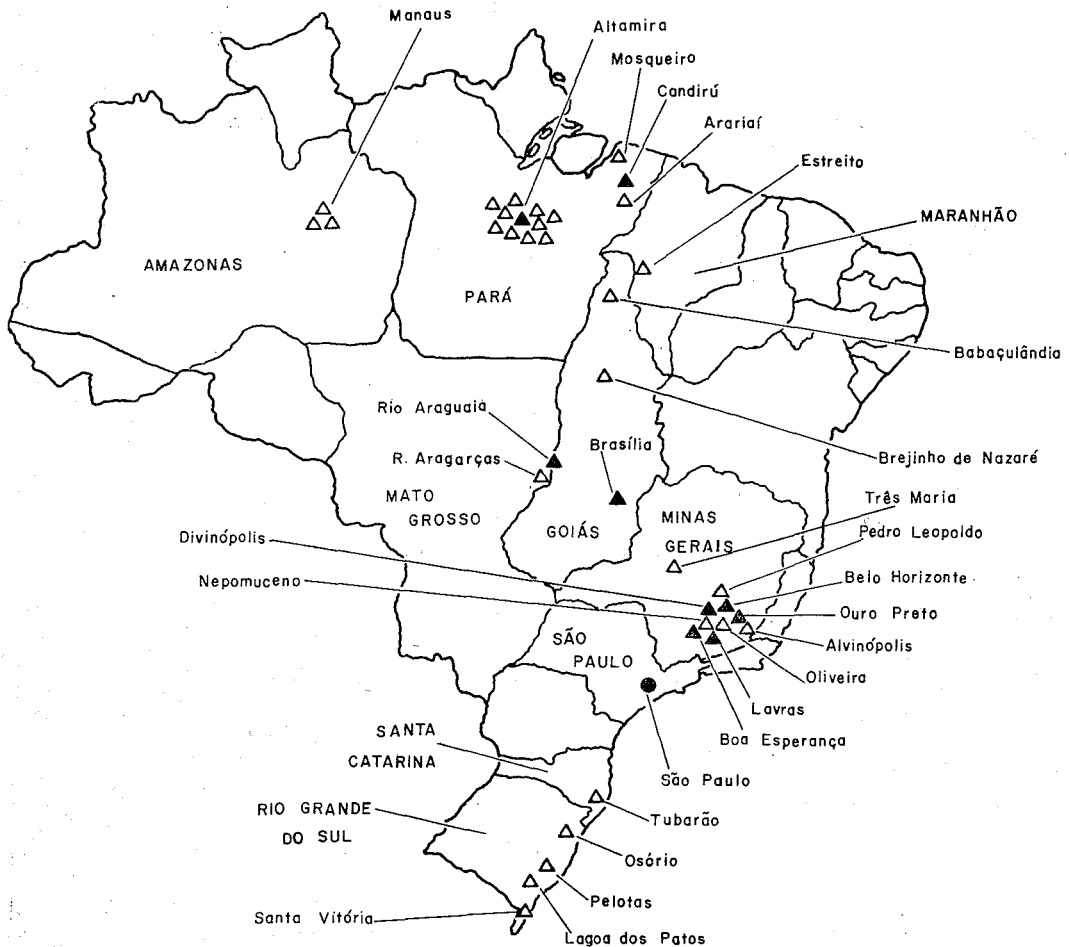 Manaus
Altamira
Mosqueiro
Candirú
Arariaí
Estreito
MARANHÃO
AMAZONAS
PARÁ
Babaçulândia
Rio Araguaia
R. Aragarças
Brasília
Brejinho de Nazaré
MATO
GROSSO
GOIÁS
MINAS
GERAIS
Três Maria
Pedro Leopoldo
Divinópolis
Belo Horizonte
Nepomuceno
Ouro Preto
Alvinópolis
SÃO
PAULO
Oliveira
Lavras
Boa Esperança
SANTA
CATARINA
São Paulo
RIO GRANDE
DO SUL
Tubarão
Osório
Pelotas
Santa Vitória
Lagoa dos Patos